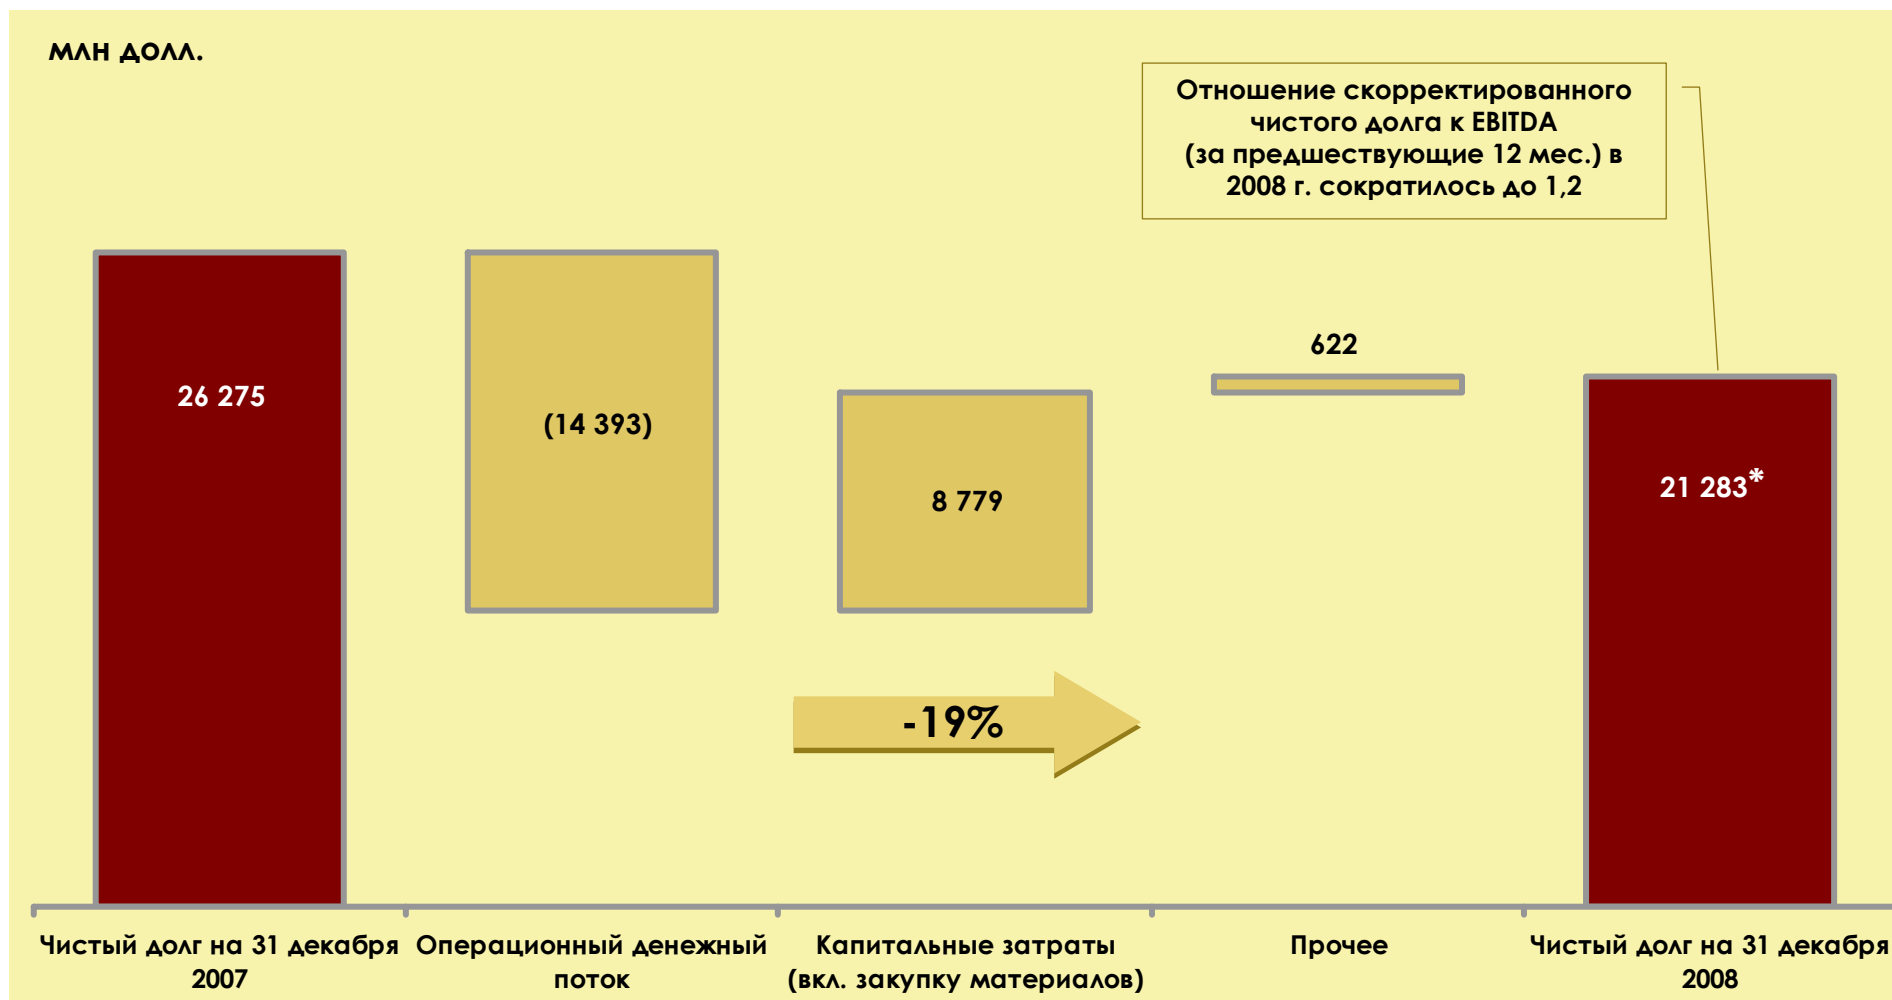 млн долл.
Отношение скорректированного
чистого долга к EBITDA
(за предшествующие 12 мес.) в
2008 г. сократилось до 1,2
26 275
(14 393)
8 779
622
21 283*
-19%
Чистый долг на 31 декабря
2007
Операционный денежный
поток
Капитальные затраты
(вкл. закупку материалов)
Прочее
Чистый долг на 31 декабря
2008